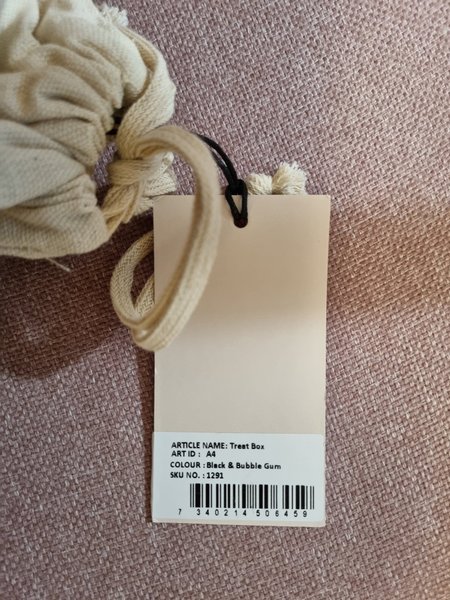 ARTICLE NAME: Treat Box
ART ID : A4
COLOUR : Black & Bubble Gum
SKU NO. : 1291
7 340214 506459